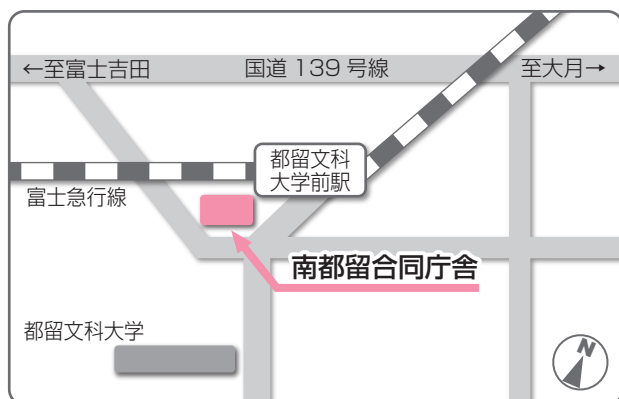 ←至富士吉田
国道 139 号線
至大月→
都留文科
大学前駅
富士急行線
南都留合同庁舎
都留文科大学
N